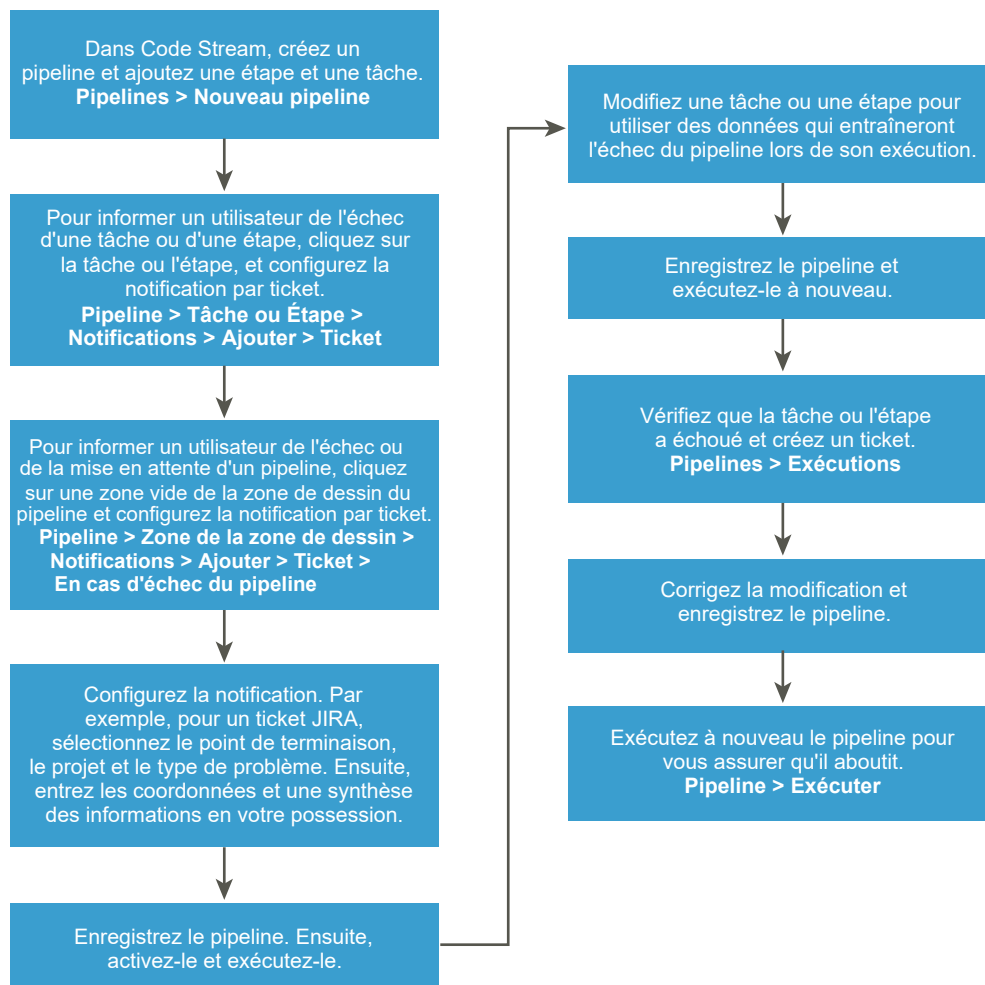 Dans Code Stream, créez un
pipeline et ajoutez une étape et une tâche.
Pipelines > Nouveau pipeline
Pour informer un utilisateur de l'échec
d'une tâche ou d'une étape, cliquez sur
la tâche ou l'étape, et configurez la
notification par ticket.
Pipeline > Tâche ou Étape >
Notifications > Ajouter > Ticket
Pour informer un utilisateur de l'échec ou
de la mise en attente d'un pipeline, cliquez
sur une zone vide de la zone de dessin du
pipeline et configurez la notification par ticket.
Pipeline > Zone de la zone de dessin >
Notifications > Ajouter > Ticket >
En cas d'échec du pipeline
Configurez la notification. Par
exemple, pour un ticket JIRA,
sélectionnez le point de terminaison,
le projet et le type de problème. Ensuite,
entrez les coordonnées et une synthèse
des informations en votre possession.
Enregistrez le pipeline. Ensuite,
activez-le et exécutez-le.
Modifiez une tâche ou une étape pour
utiliser des données qui entraîneront
l'échec du pipeline lors de son exécution.
Enregistrez le pipeline et
exécutez-le à nouveau.
Vérifiez que la tâche ou l'étape
a échoué et créez un ticket.
Pipelines > Exécutions
Corrigez la modification et
enregistrez le pipeline.
Exécutez à nouveau le pipeline pour
vous assurer qu'il aboutit.
Pipeline > Exécuter